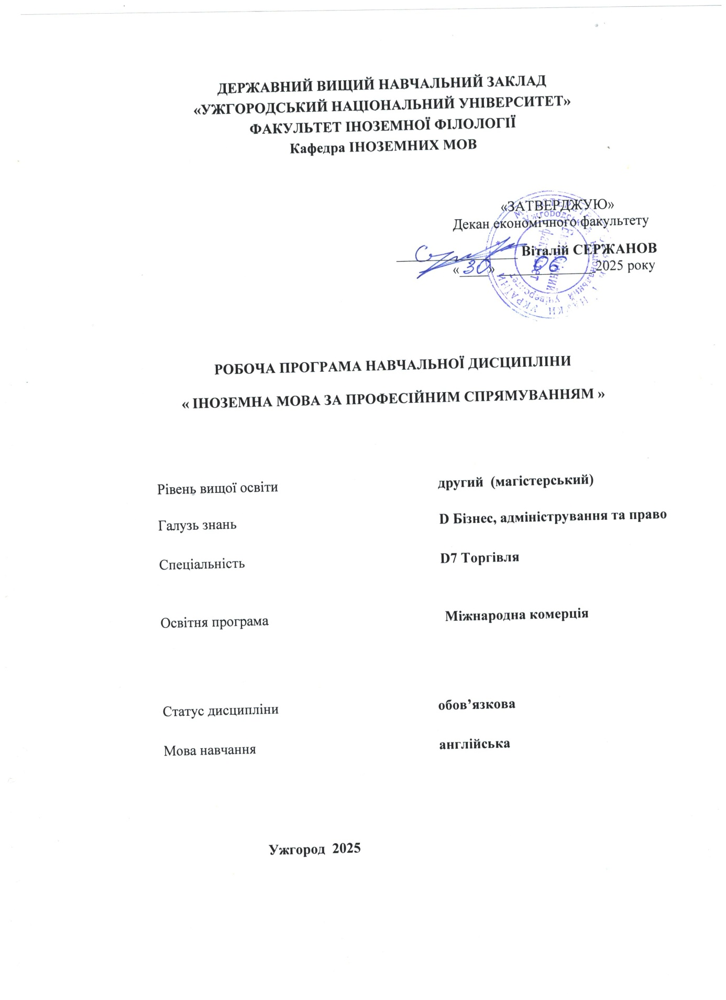 ДЕРЖАВНИЙ ВИЩИЙ НАВЧАЛЬНИЙ ЗАКЛАД
«УЖГОРОДСЬКИЙ НАЦІОНАЛЬНИЙ УНІВЕРСИТЕТ»
ФАКУЛЬТЕТ ІНОЗЕМНОЇ ФІЛОЛОГІЇ
Кафедра ІНОЗЕМНИХ МОВ
«ЗАТВЕРДЖУЮ»
Декан економічного факультету
Віталій СЕРЖАНОВ
«30» 06 2025 року
РОБОЧА ПРОГРАМА НАВЧАЛЬНОЇ ДИСЦИПЛІНИ
« ІНОЗЕМНА МОВА ЗА ПРОФЕСІЙНИМ СПРЯМУВАННЯМ »
Рівень вищої освіти другий (магістерський)
Галузь знань D Бізнес, адміністрування та право
Спеціальність D7 Торгівля
Освітня програма Міжнародна комерція
Статус дисципліни обов’язкова
Мова навчання англійська
Ужгород 2025